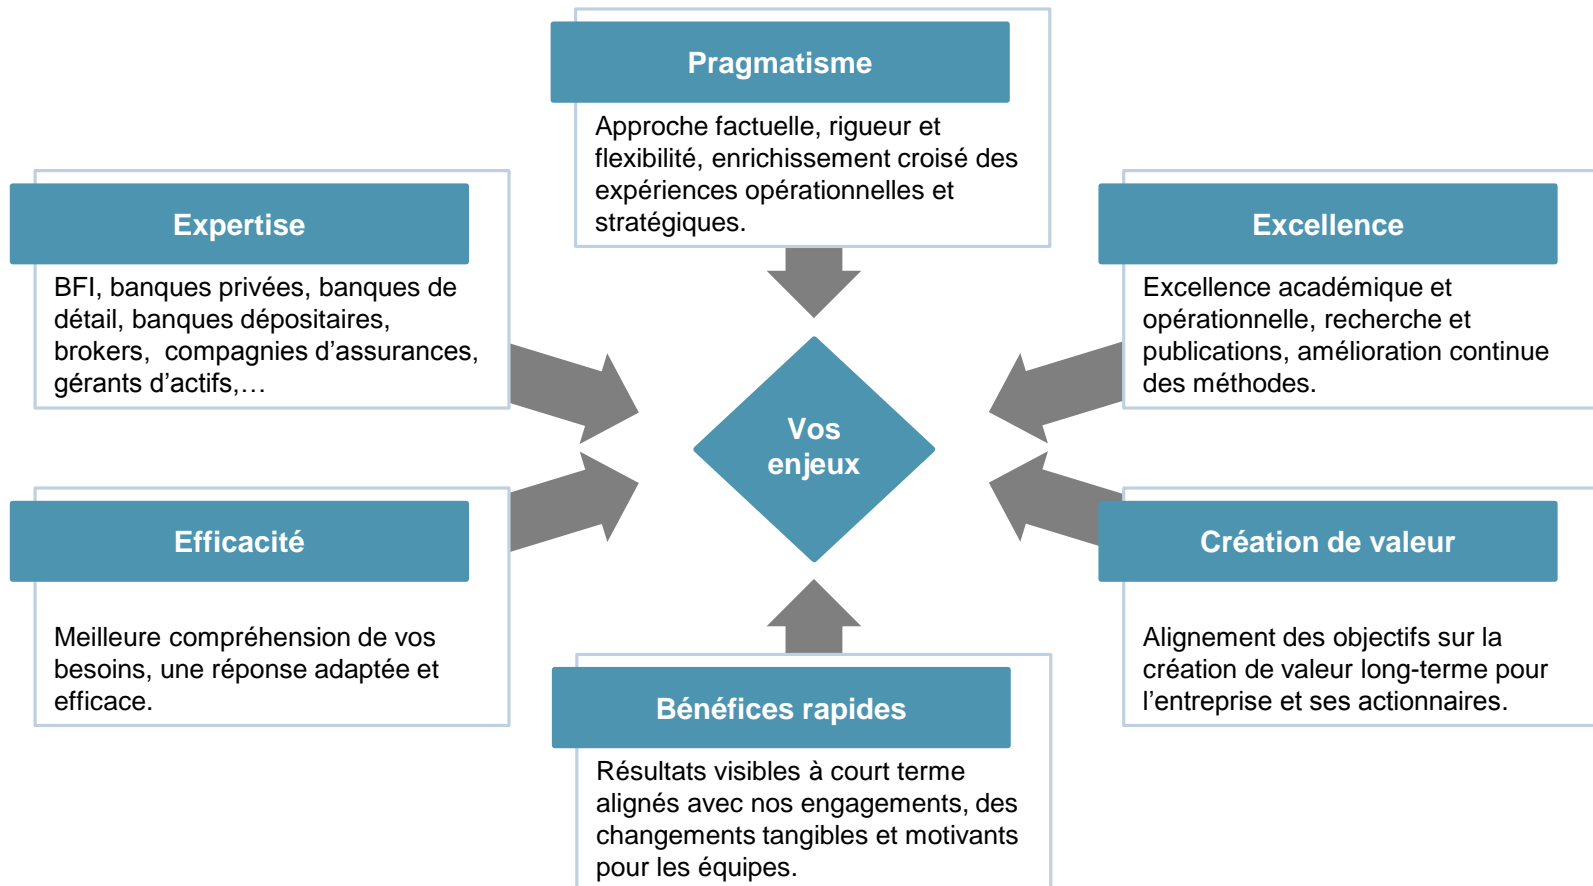 Pragmatisme
Approche factuelle, rigueur et
flexibilité, enrichissement croisé des
expériences opérationnelles et
stratégiques.
Expertise
BFI, banques privées, banques de
détail, banques dépositaires,
brokers,  compagnies d’assurances,
gérants d’actifs,…
Excellence
Excellence académique et
opérationnelle, recherche et
publications, amélioration continue
des méthodes.
Vos
enjeux
Efficacité
Meilleure compréhension de vos
besoins, une réponse adaptée et
efficace.
Création de valeur
Alignement des objectifs sur la
création de valeur long-terme pour
l’entreprise et ses actionnaires.
Bénéfices rapides
Résultats visibles à court terme
alignés avec nos engagements, des
changements tangibles et motivants
pour les équipes.